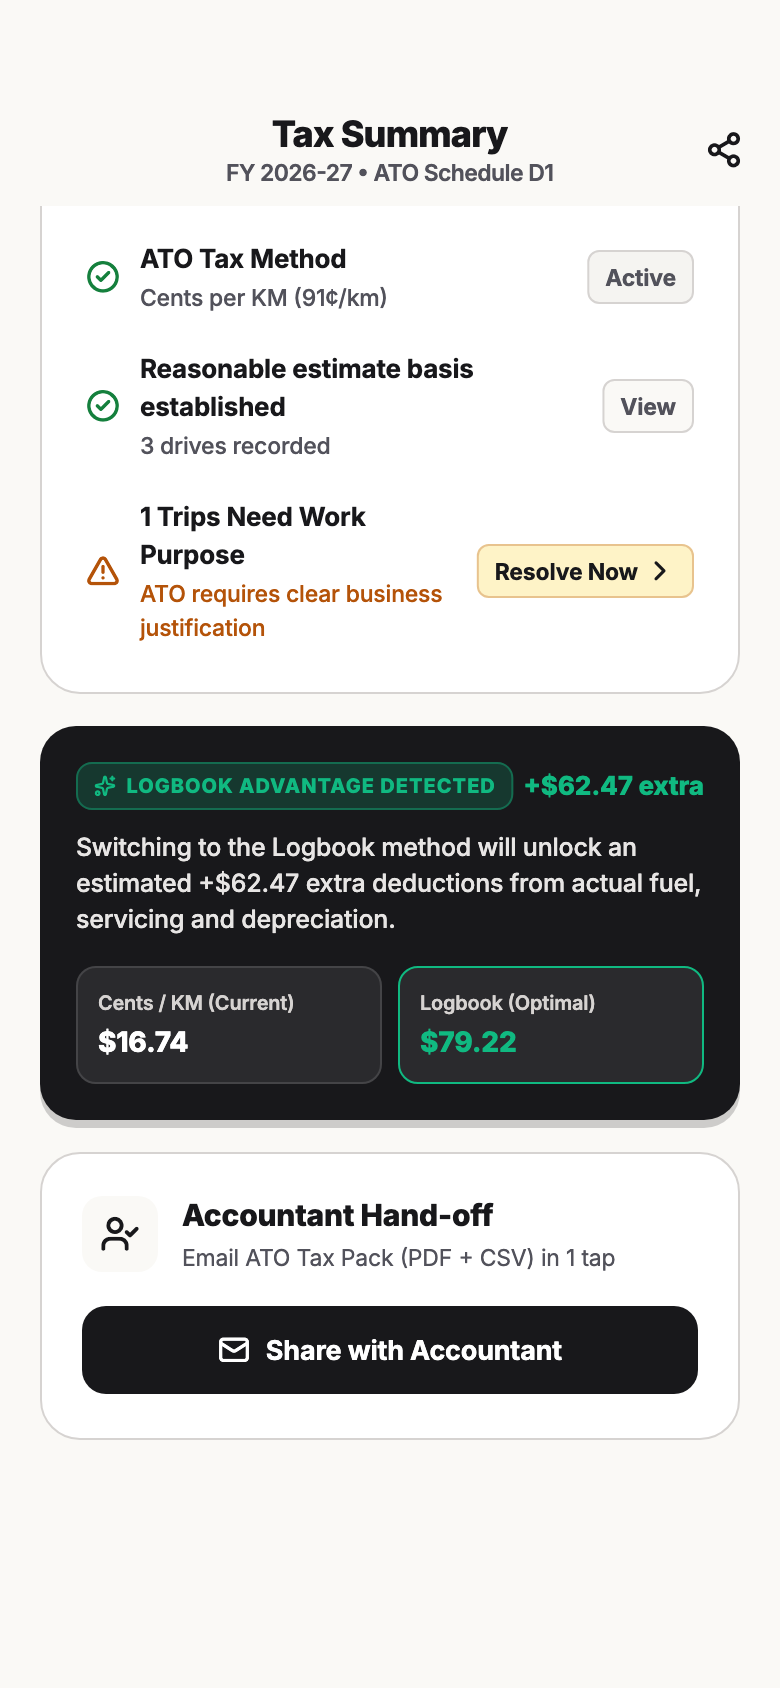 Tax Summary
FY 2026-27 • ATO Schedule D1
ATO Tax Method
Cents per KM (91¢/km)
Active
Reasonable estimate basis
established
3 drives recorded
View
1 Trips Need Work
Purpose
ATO requires clear business
justification
Resolve Now
LOGBOOK ADVANTAGE DETECTED
+$62.47 extra
Switching to the Logbook method will unlock an
estimated +$62.47 extra deductions from actual fuel,
servicing and depreciation.
Cents / KM (Current)
$16.74
Logbook (Optimal)
$79.22
Accountant Hand-off
Email ATO Tax Pack (PDF + CSV) in 1 tap
Share with Accountant